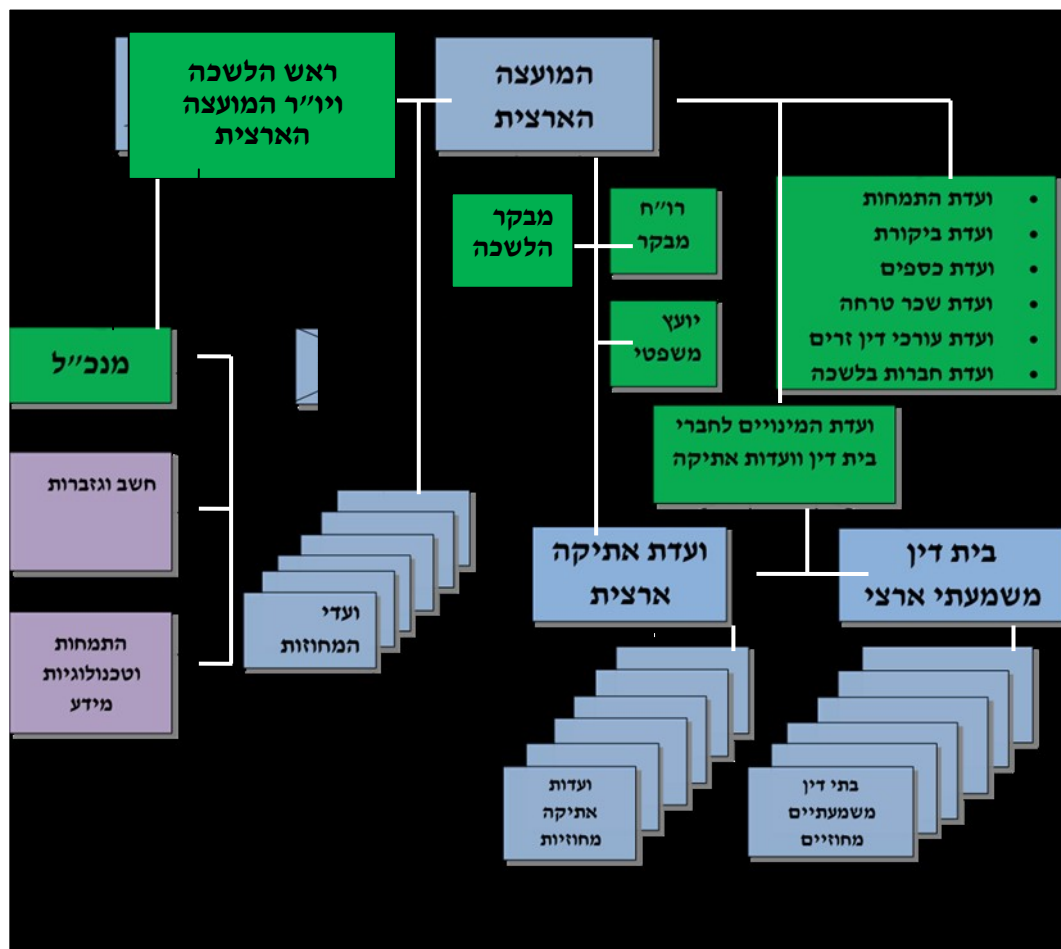 המועצה
הארצית
ראש הלשכה
ויו״ר המועצה
הארצית
• ועדת התמחות
• ועדת ביקורת
• ועדת כספים
• ועדת שכר טרחה
• ועדת עורכי דין זרים
• ועדת חברות בלשכה
רו״ח
מבקר
מבקר
הלשכה
יועץ
משפטי
מנכ״ל
ועדת המינויים לחברי
בית דין וועדות אתיקה
חשב וגזברות
בית דין
משמעתי ארצי
ועדת אתיקה
ארצית
ועדי
המחוזות
התמחות
וטכנולוגיות
מידע
בתי דין
משמעתיים
מחוזיים
ועדות
אתיקה
מחוזיות